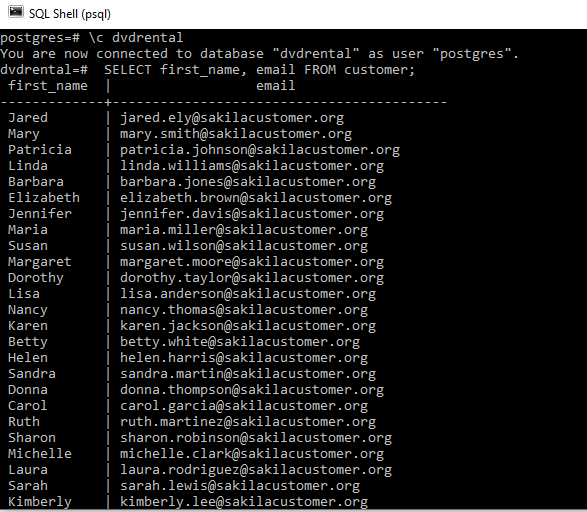 SQL Shell (psql)
postgres=# \c dvdrental
You are now connected to database "dvdrental" as user "postgres".
dvdrental=#  SELECT first_name, email FROM customer;
 first_name  |                  email
-------------+------------------------------------------
 Jared       | jared.ely@sakilacustomer.org
 Mary        | mary.smith@sakilacustomer.org
 Patricia    | patricia.johnson@sakilacustomer.org
 Linda       | linda.williams@sakilacustomer.org
 Barbara     | barbara.jones@sakilacustomer.org
 Elizabeth   | elizabeth.brown@sakilacustomer.org
 Jennifer    | jennifer.davis@sakilacustomer.org
 Maria       | maria.miller@sakilacustomer.org
 Susan       | susan.wilson@sakilacustomer.org
 Margaret    | margaret.moore@sakilacustomer.org
 Dorothy     | dorothy.taylor@sakilacustomer.org
 Lisa        | lisa.anderson@sakilacustomer.org
 Nancy       | nancy.thomas@sakilacustomer.org
 Karen       | karen.jackson@sakilacustomer.org
 Betty       | betty.white@sakilacustomer.org
 Helen       | helen.harris@sakilacustomer.org
 Sandra      | sandra.martin@sakilacustomer.org
 Donna       | donna.thompson@sakilacustomer.org
 Carol       | carol.garcia@sakilacustomer.org
 Ruth        | ruth.martinez@sakilacustomer.org
 Sharon      | sharon.robinson@sakilacustomer.org
 Michelle    | michelle.clark@sakilacustomer.org
 Laura       | laura.rodriguez@sakilacustomer.org
 Sarah       | sarah.lewis@sakilacustomer.org
 Kimberly    | kimberly.lee@sakilacustomer.org